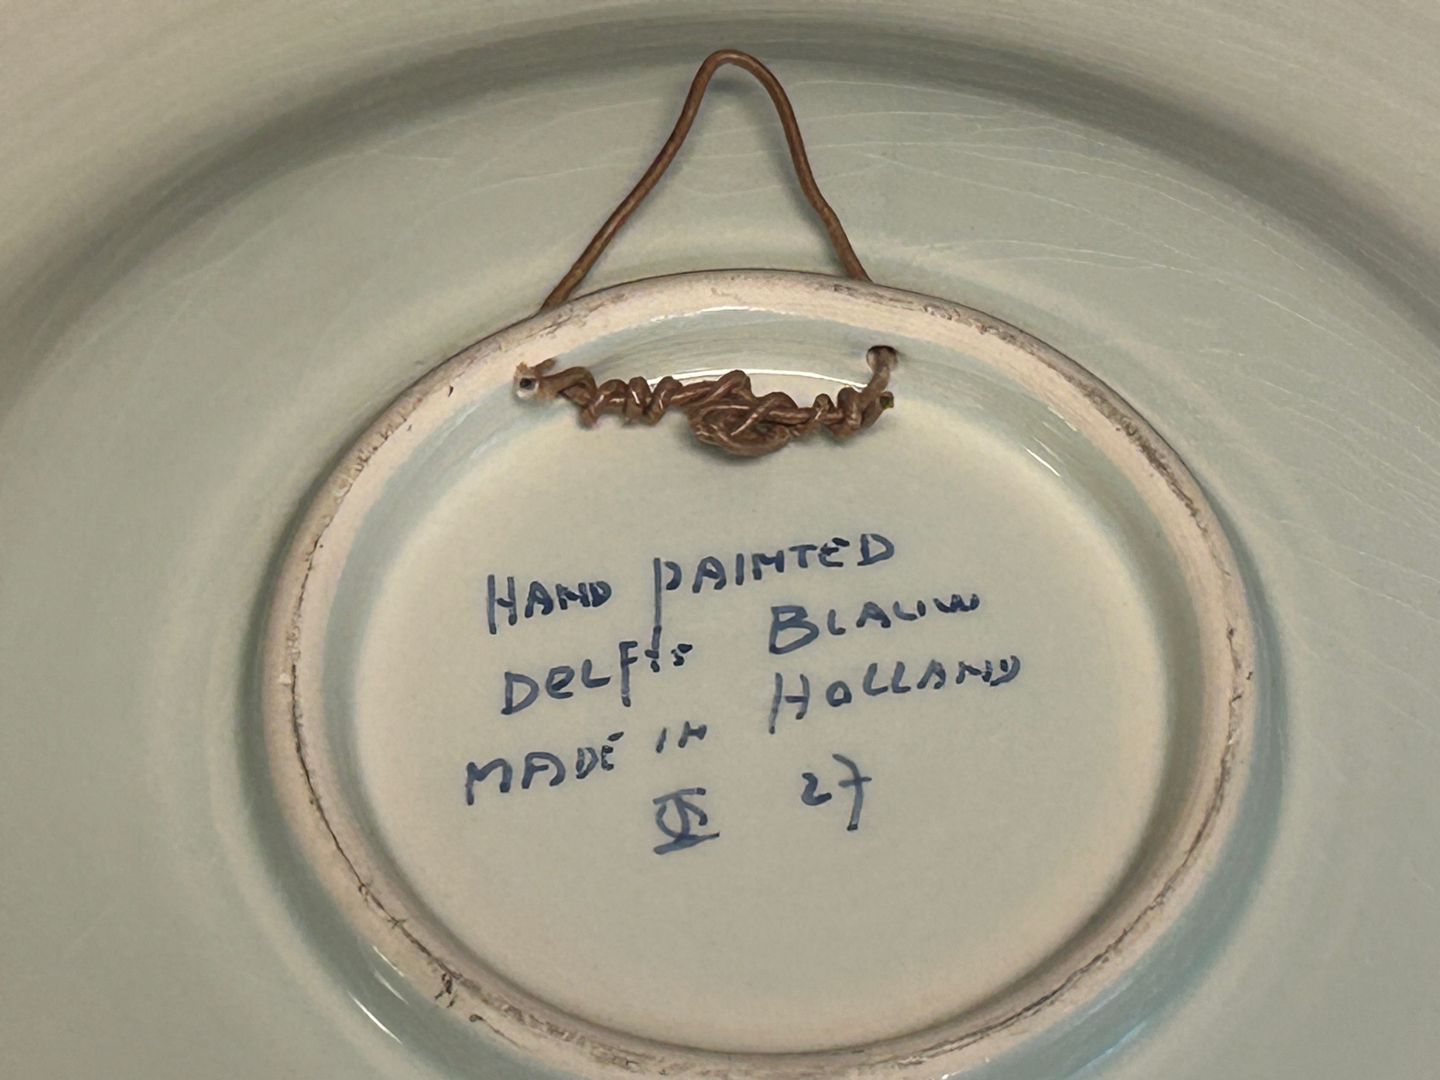 HAND PAINTED
DELFTS BLAUW
MADE IN HOLLAND
27